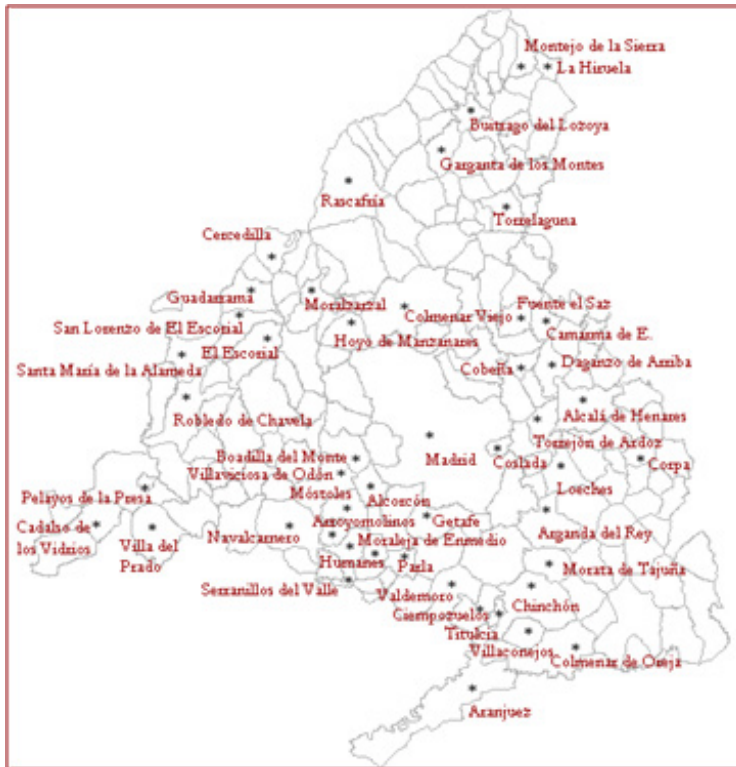 Montejo de la Sierra
La Hiruela
Buitrago del Lozoya
Garganta de los Montes
Rascafría
Torrelaguna
Cercedilla
Guadarrama
Moralzarzal
Colmenar Viejo
Fuente el Saz
San Lorenzo de El Escorial
Camarma de E.
Hoyo de Manzanares
El Escorial
Santa María de la Alameda
Cobeña
Daganzo de Arriba
Robledo de Chavela
Alcalá de Henares
Torrejón de Ardoz
Boadilla del Monte
Madrid
Coslada
Corpa
Villaviciosa de Odón
Loeches
Pelayos de la Presa
Móstoles
Alcorcón
Arroyomolinos
Getafe
Arganda del Rey
Cadalso de
los Vidrios
Villa del
Prado
Navalcarnero
Moraleja de Enmedio
Humanes
Parla
Morata de Tajuña
Serranillos del Valle
Valdemoro
Chinchón
Ciempozuelos
Titulcia
Villaconejos
Colmenar de Oreja
Aranjuez